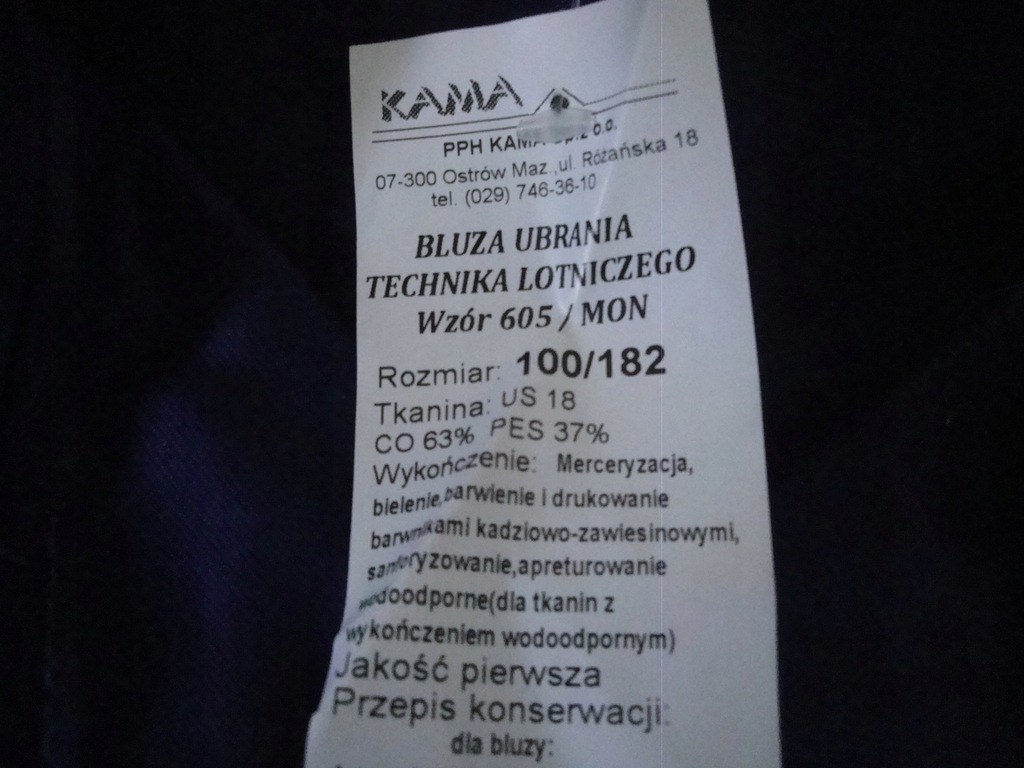 KAMA
PPH KAMA Sp.z o.o.
07-300 Ostrów Maz.,ul. Różańska 18
tel. (029) 746-36-10
BLUZA UBRANIA
TECHNIKA LOTNICZEGO
Wzór 605 / MON
Rozmiar: 100/182
Tkanina: US 18
CO 63% PES 37%
Wykończenie: Merceryzacja,
bielenie,barwienie i drukowanie
barwnikami kadziowo-zawiesinowymi,
sanforyzowanie,apreturowanie
wodoodporne(dla tkanin z
wykończeniem wodoodpornym)
Jakość pierwsza
Przepis konserwacji:
dla bluzy: